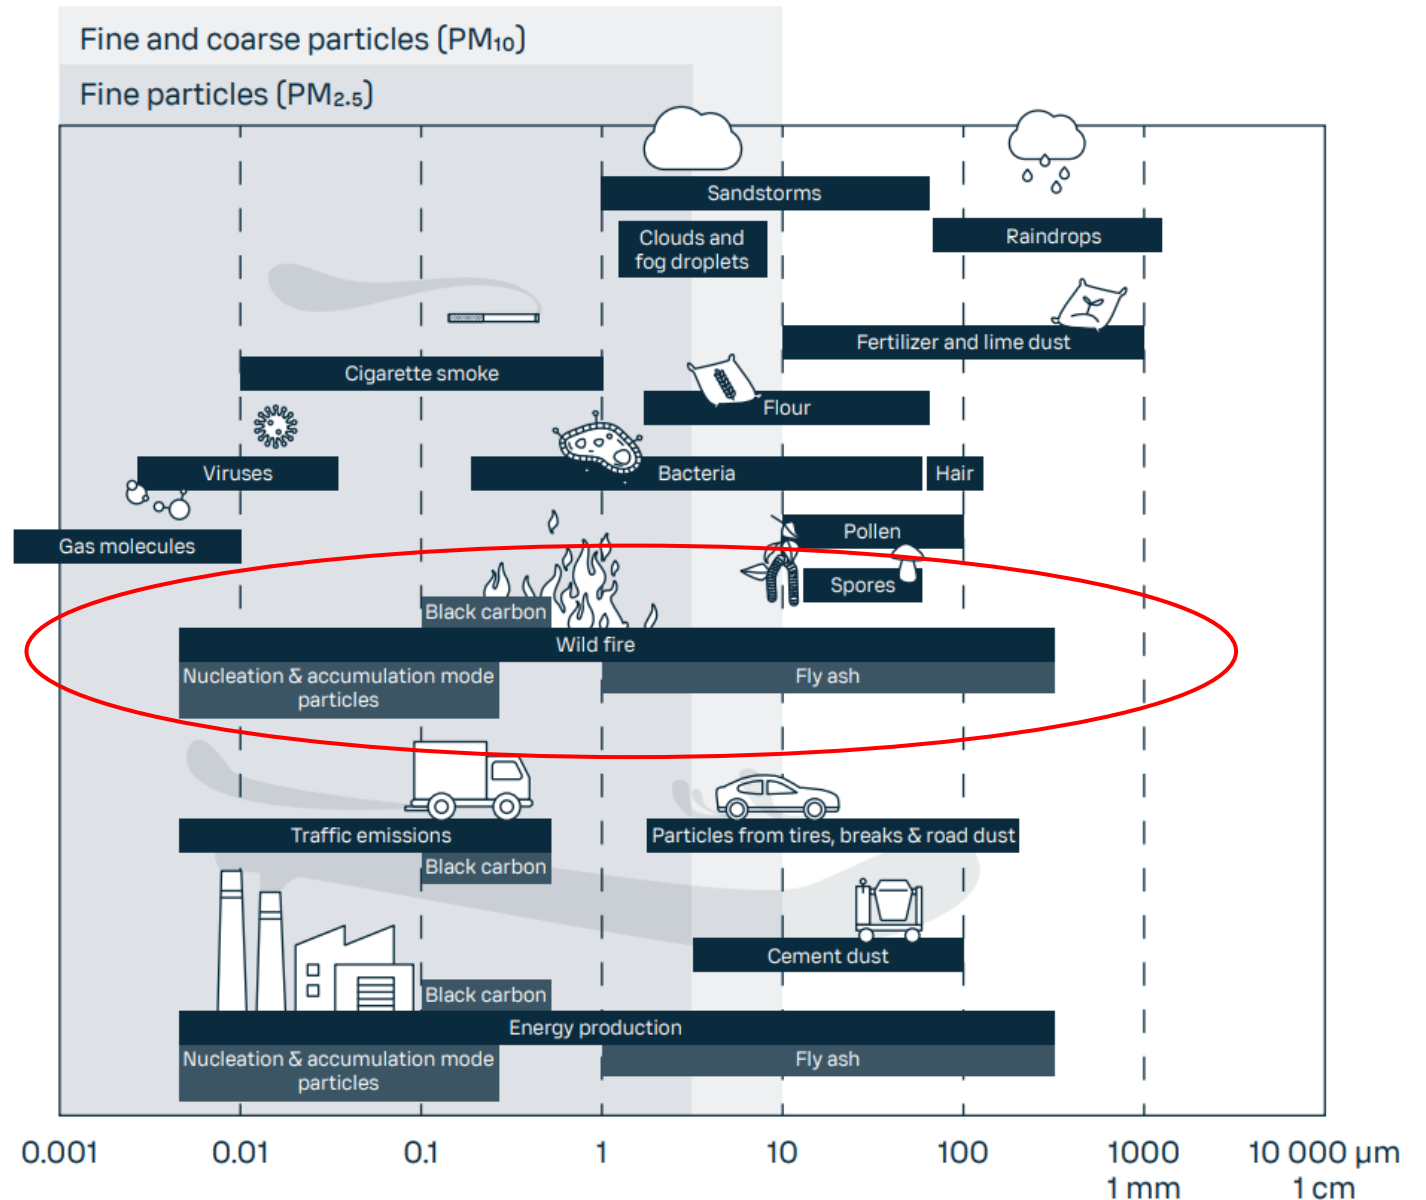 Fine and coarse particles (PM₁₀)
Fine particles (PM₂.₅)
Sandstorms
Clouds and
fog droplets
Raindrops
Fertilizer and lime dust
Cigarette smoke
Flour
Viruses
Bacteria
Hair
Pollen
Gas molecules
Spores
Black carbon
Wild fire
Nucleation & accumulation mode
particles
Fly ash
Traffic emissions
Particles from tires, breaks & road dust
Black carbon
Cement dust
Black carbon
Energy production
Nucleation & accumulation mode
particles
Fly ash
0.001 0.01 0.1 1 10 100 1000 10 000 µm
1 mm 1 cm